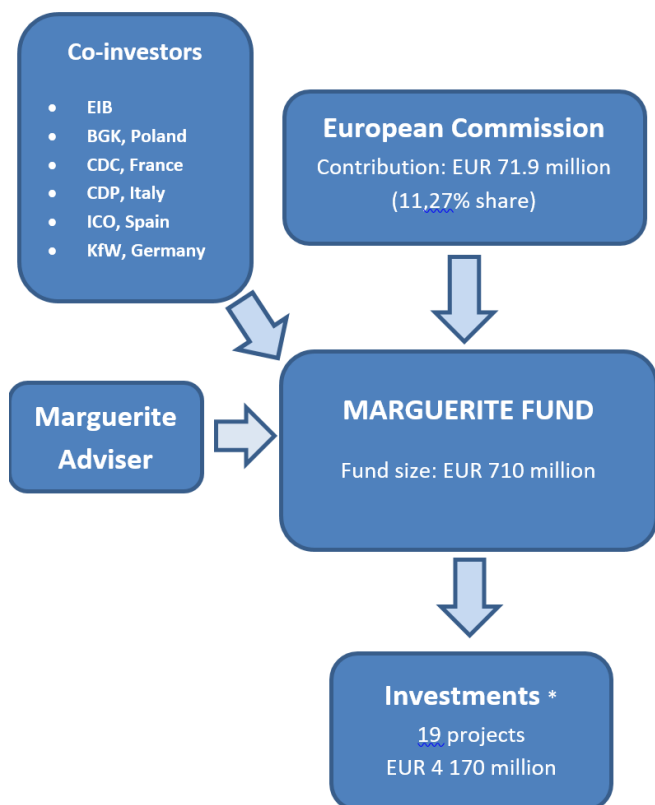 Co-investors
• EIB
• BGK, Poland
• CDC, France
• CDP, Italy
• ICO, Spain
• KfW, Germany
European Commission
Contribution: EUR 71.9 million
(11,27% share)
Marguerite
Adviser
MARGUERITE FUND
Fund size: EUR 710 million
Investments *
19 projects
EUR 4 170 million